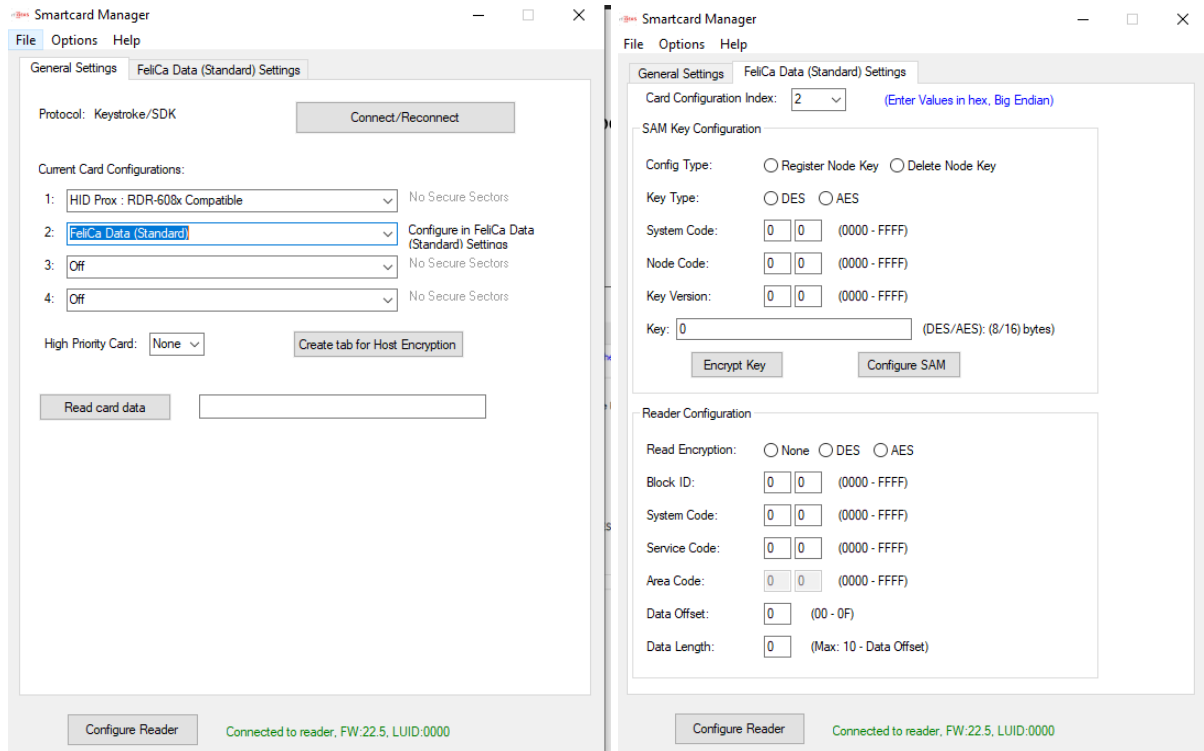 Smartcard Manager
File Options Help
General Settings FeliCa Data (Standard) Settings
Protocol: Keystroke/SDK Connect/Reconnect
Current Card Configurations:
1: HID Prox : RDR-608x Compatible No Secure Sectors
2: FeliCa Data (Standard) Configure in FeliCa Data
(Standard) Settings
3: Off No Secure Sectors
4: Off No Secure Sectors
High Priority Card: None Create tab for Host Encryption
Read card data
Configure Reader Connected to reader, FW:22.5, LUID:0000
Smartcard Manager
File Options Help
General Settings FeliCa Data (Standard) Settings
Card Configuration Index: 2 (Enter Values in hex, Big Endian)
SAM Key Configuration
Config Type: Register Node Key Delete Node Key
Key Type: DES AES
System Code: 0 0 (0000 - FFFF)
Node Code: 0 0 (0000 - FFFF)
Key Version: 0 0 (0000 - FFFF)
Key: 0 (DES/AES): (8/16) bytes)
Encrypt Key Configure SAM
Reader Configuration
Read Encryption: None DES AES
Block ID: 0 0 (0000 - FFFF)
System Code: 0 0 (0000 - FFFF)
Service Code: 0 0 (0000 - FFFF)
Area Code: 0 0 (0000 - FFFF)
Data Offset: 0 (00 - 0F)
Data Length: 0 (Max: 10 - Data Offset)
Configure Reader Connected to reader, FW:22.5, LUID:0000